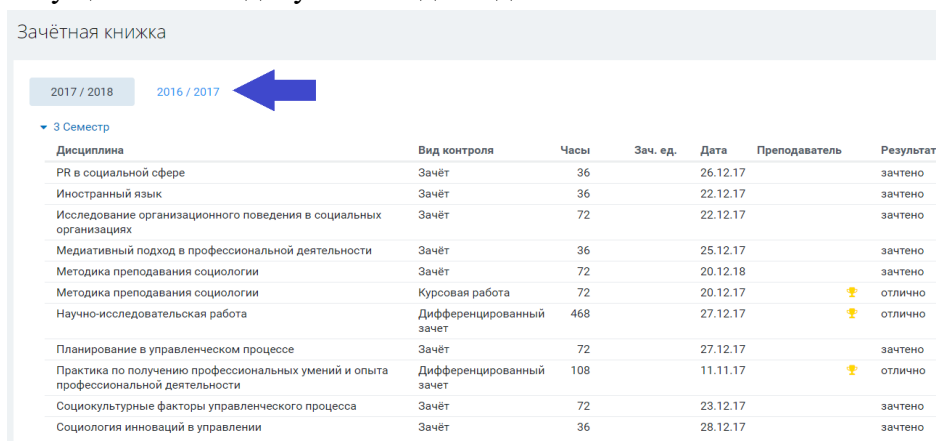 Зачётная книжка
2017 / 2018 2016 / 2017
3 Семестр
Дисциплина Вид контроля Часы Зач. ед. Дата Преподаватель Результат
PR в социальной сфере Зачёт 36 26.12.17 зачтено
Иностранный язык Зачёт 36 22.12.17 зачтено
Исследование организационного поведения в социальных Зачёт 72 22.12.17 зачтено
организациях
Медиативный подход в профессиональной деятельности Зачёт 36 25.12.17 зачтено
Методика преподавания социологии Зачёт 72 20.12.18 зачтено
Методика преподавания социологии Курсовая работа 72 20.12.17 отлично
Научно-исследовательская работа Дифференцированный 468 27.12.17 отлично
зачет
Планирование в управленческом процессе Зачёт 72 27.12.17 зачтено
Практика по получению профессиональных умений и опыта Дифференцированный 108 11.11.17 отлично
профессиональной деятельности зачет
Социокультурные факторы управленческого процесса Зачёт 72 23.12.17 зачтено
Социология инноваций в управлении Зачёт 36 28.12.17 зачтено